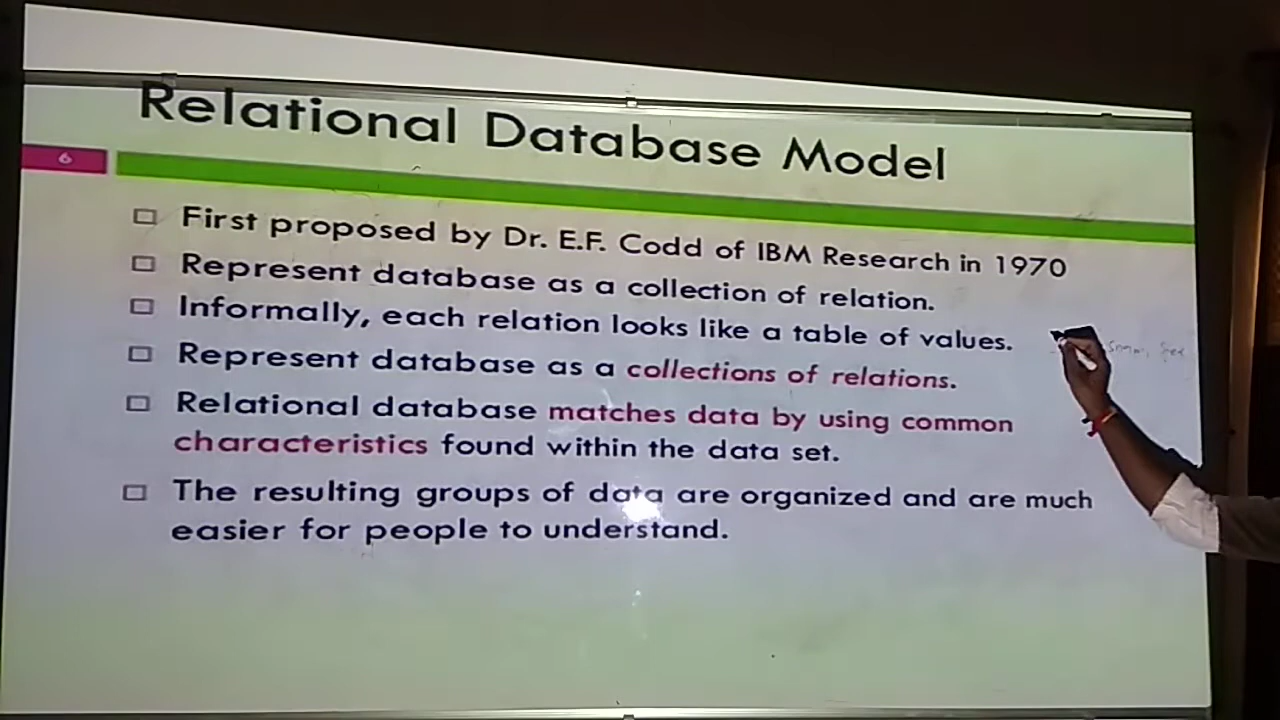 Relational Database Model
6
First proposed by Dr. E.F. Codd of IBM Research in 1970
Represent database as a collection of relation.
Informally, each relation looks like a table of values.
Represent database as a collections of relations.
Relational database matches data by using common
characteristics found within the data set.
The resulting groups of data are organized and are much
easier for people to understand.